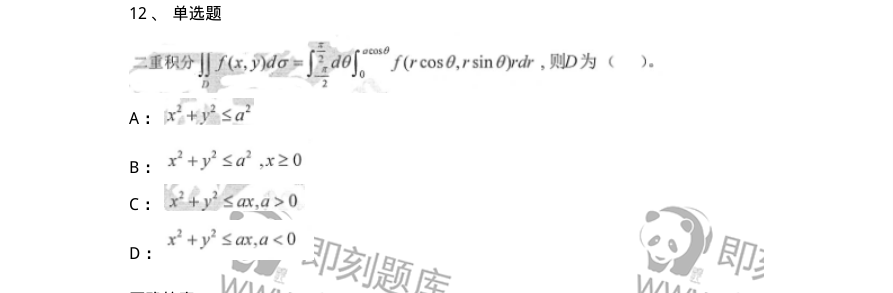 12 、 单选题
二重积分∬_D f(x,y)dσ = ∫_{-π/2}^{π/2} dθ∫_0^{acosθ} f(r cosθ, r sinθ)rdr , 则D为（ ）。
A： x² + y² ≤ a²
B： x² + y² ≤ a² ,x ≥ 0
C： x² + y² ≤ ax,a > 0
D： x² + y² ≤ ax,a < 0
即刻题库
即